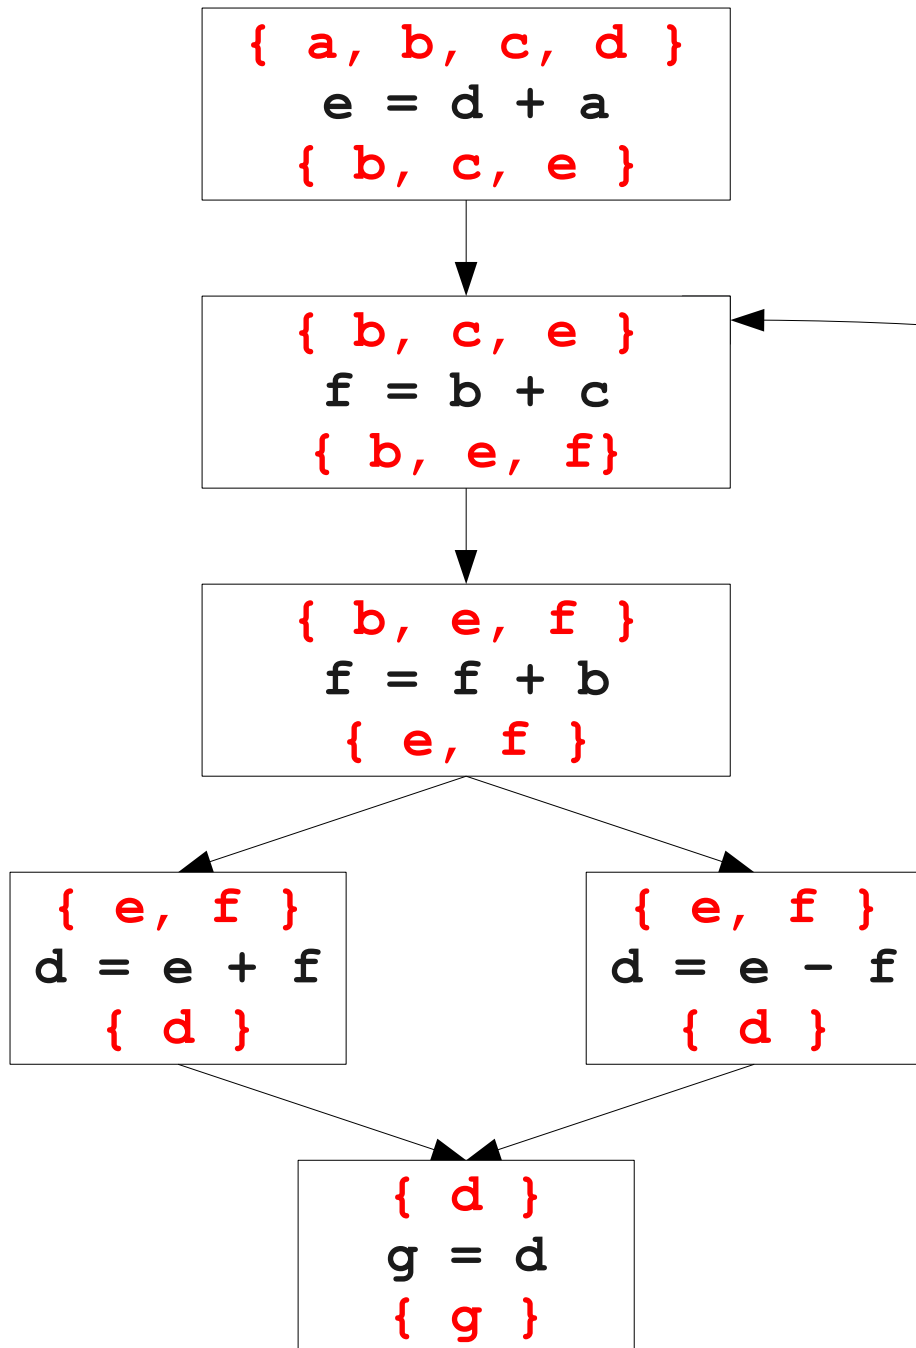 { a, b, c, d }
e = d + a
{ b, c, e }
{ b, c, e }
f = b + c
{ b, e, f}
{ b, e, f }
f = f + b
{ e, f }
{ e, f }
d = e + f
{ d }
{ e, f }
d = e - f
{ d }
{ d }
g = d
{ g }